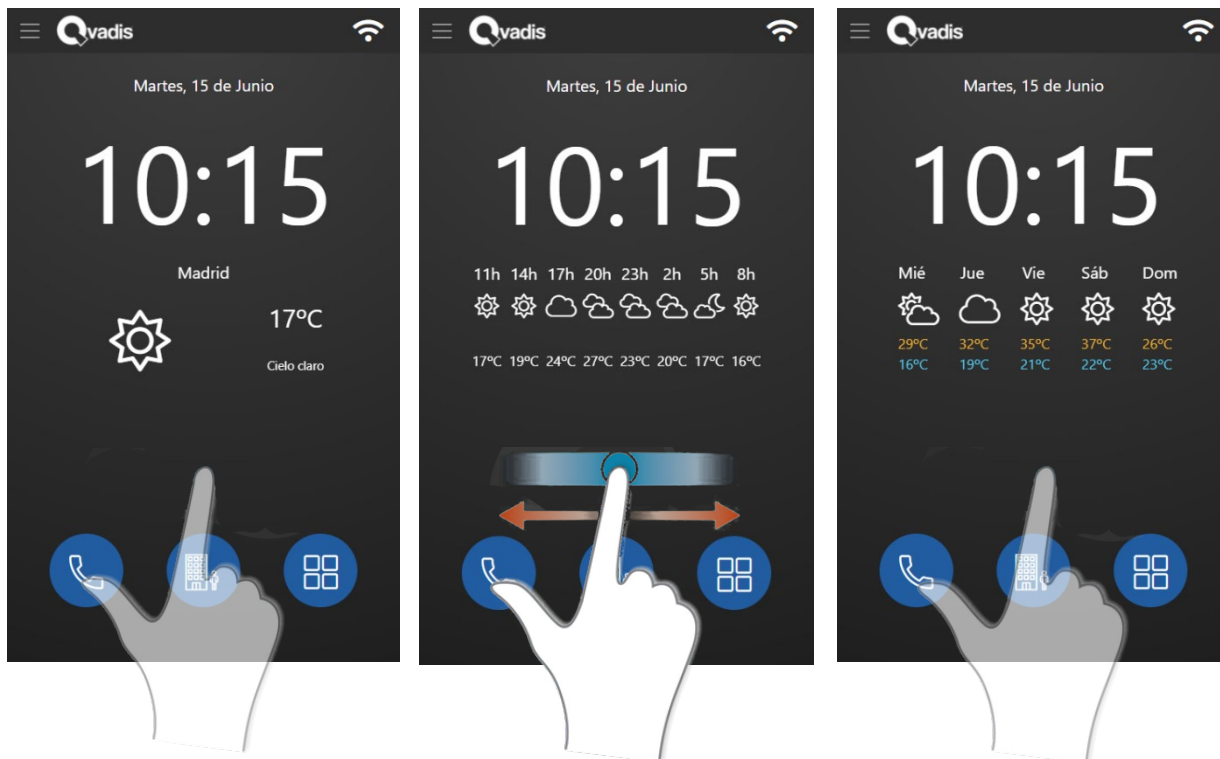 Qvadis
Martes, 15 de Junio
10:15
Madrid
17ºC
Cielo claro
Qvadis
Martes, 15 de Junio
10:15
11h 14h 17h 20h 23h 2h 5h 8h
17ºC 19ºC 24ºC 27ºC 23ºC 20ºC 17ºC 16ºC
Qvadis
Martes, 15 de Junio
10:15
Mié Jue Vie Sáb Dom
29ºC 32ºC 35ºC 37ºC 26ºC
16ºC 19ºC 21ºC 22ºC 23ºC